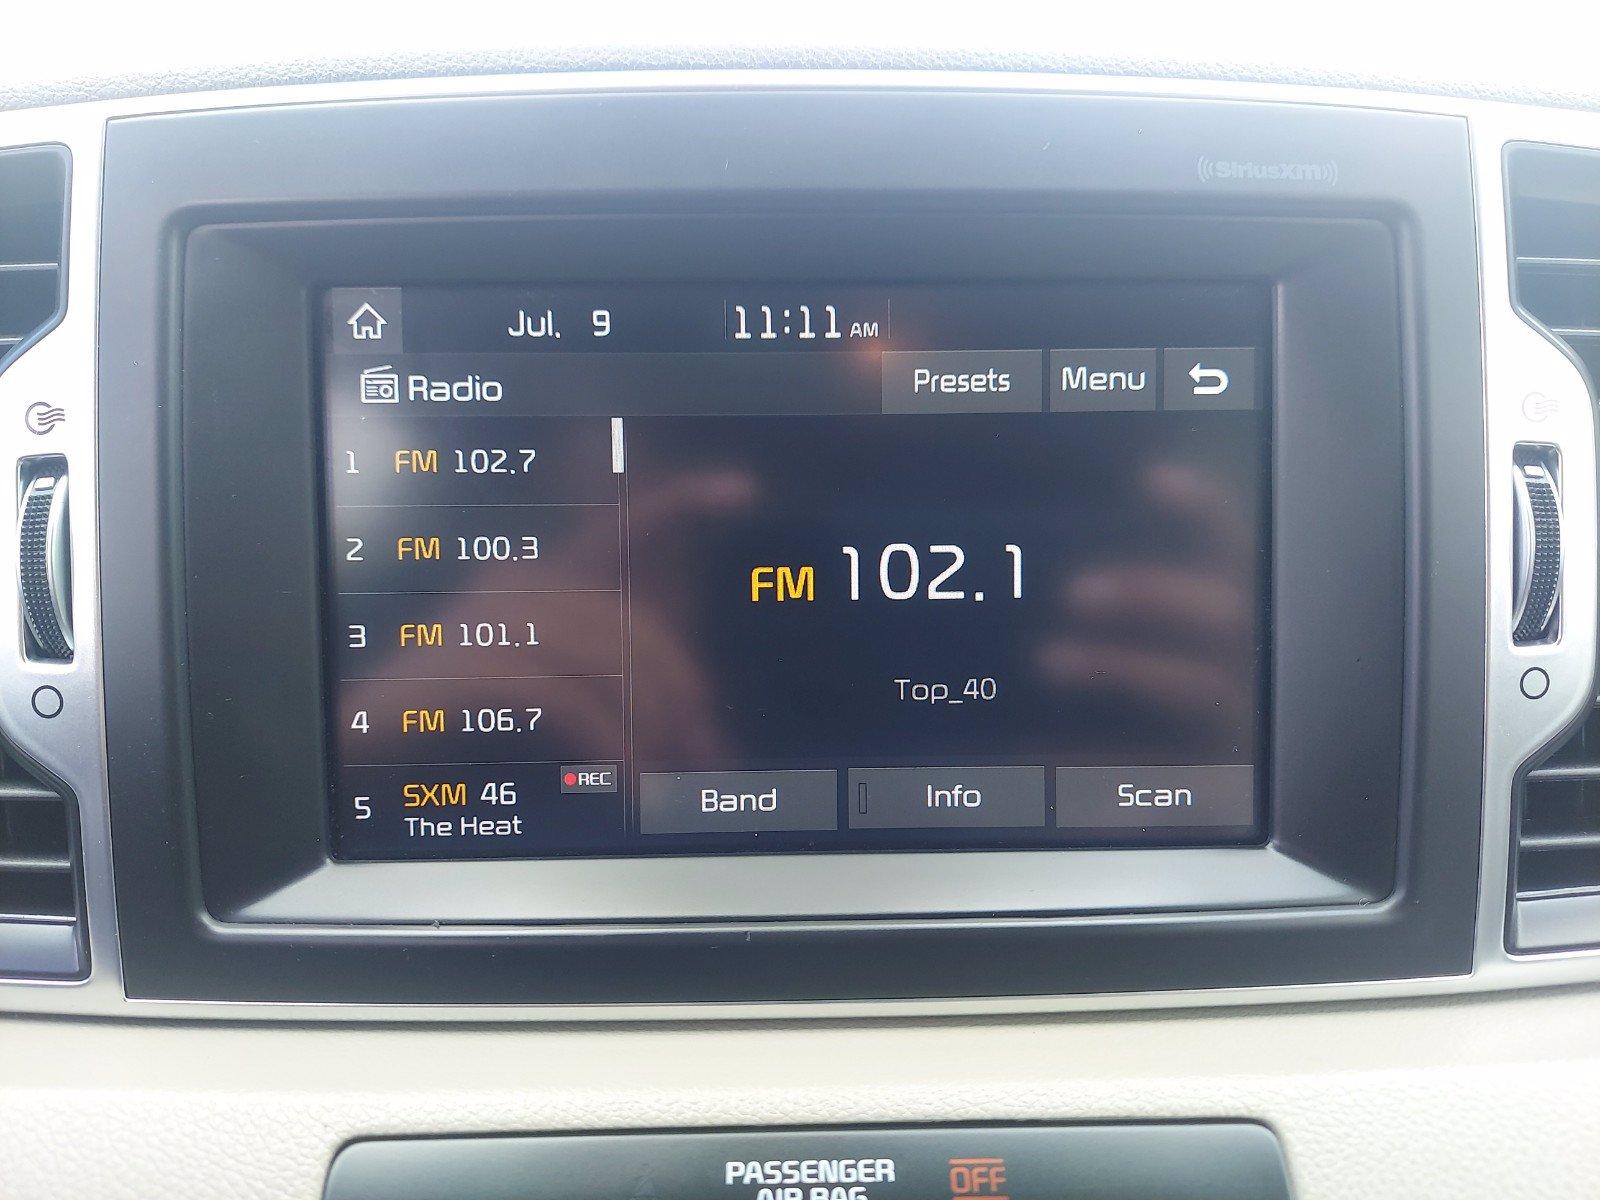 SiriusXM
Jul. 9 11:11 AM
Radio Presets Menu
1 FM 102.7
2 FM 100.3
3 FM 101.1
4 FM 106.7
5 SXM 46 REC
The Heat
FM 102.1
Top_40
Band Info Scan
PASSENGER OFF
AIR BAG